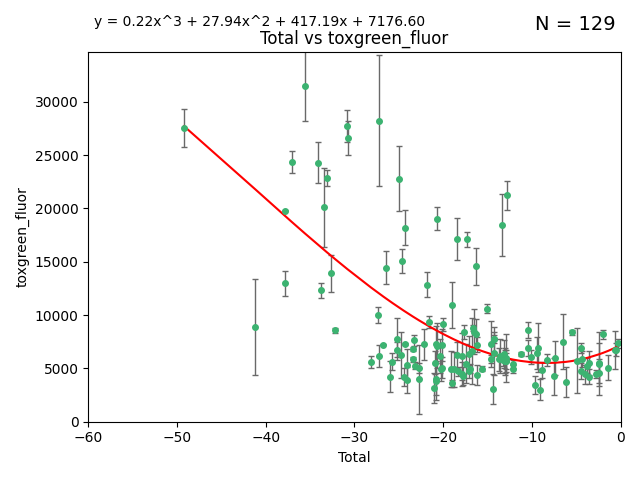 y = 0.22x^3 + 27.94x^2 + 417.19x + 7176.60
N = 129
Total vs toxgreen_fluor
30000
25000
20000
15000
10000
5000
0
toxgreen_fluor
−60
−50
−40
−30
−20
−10
0
Total